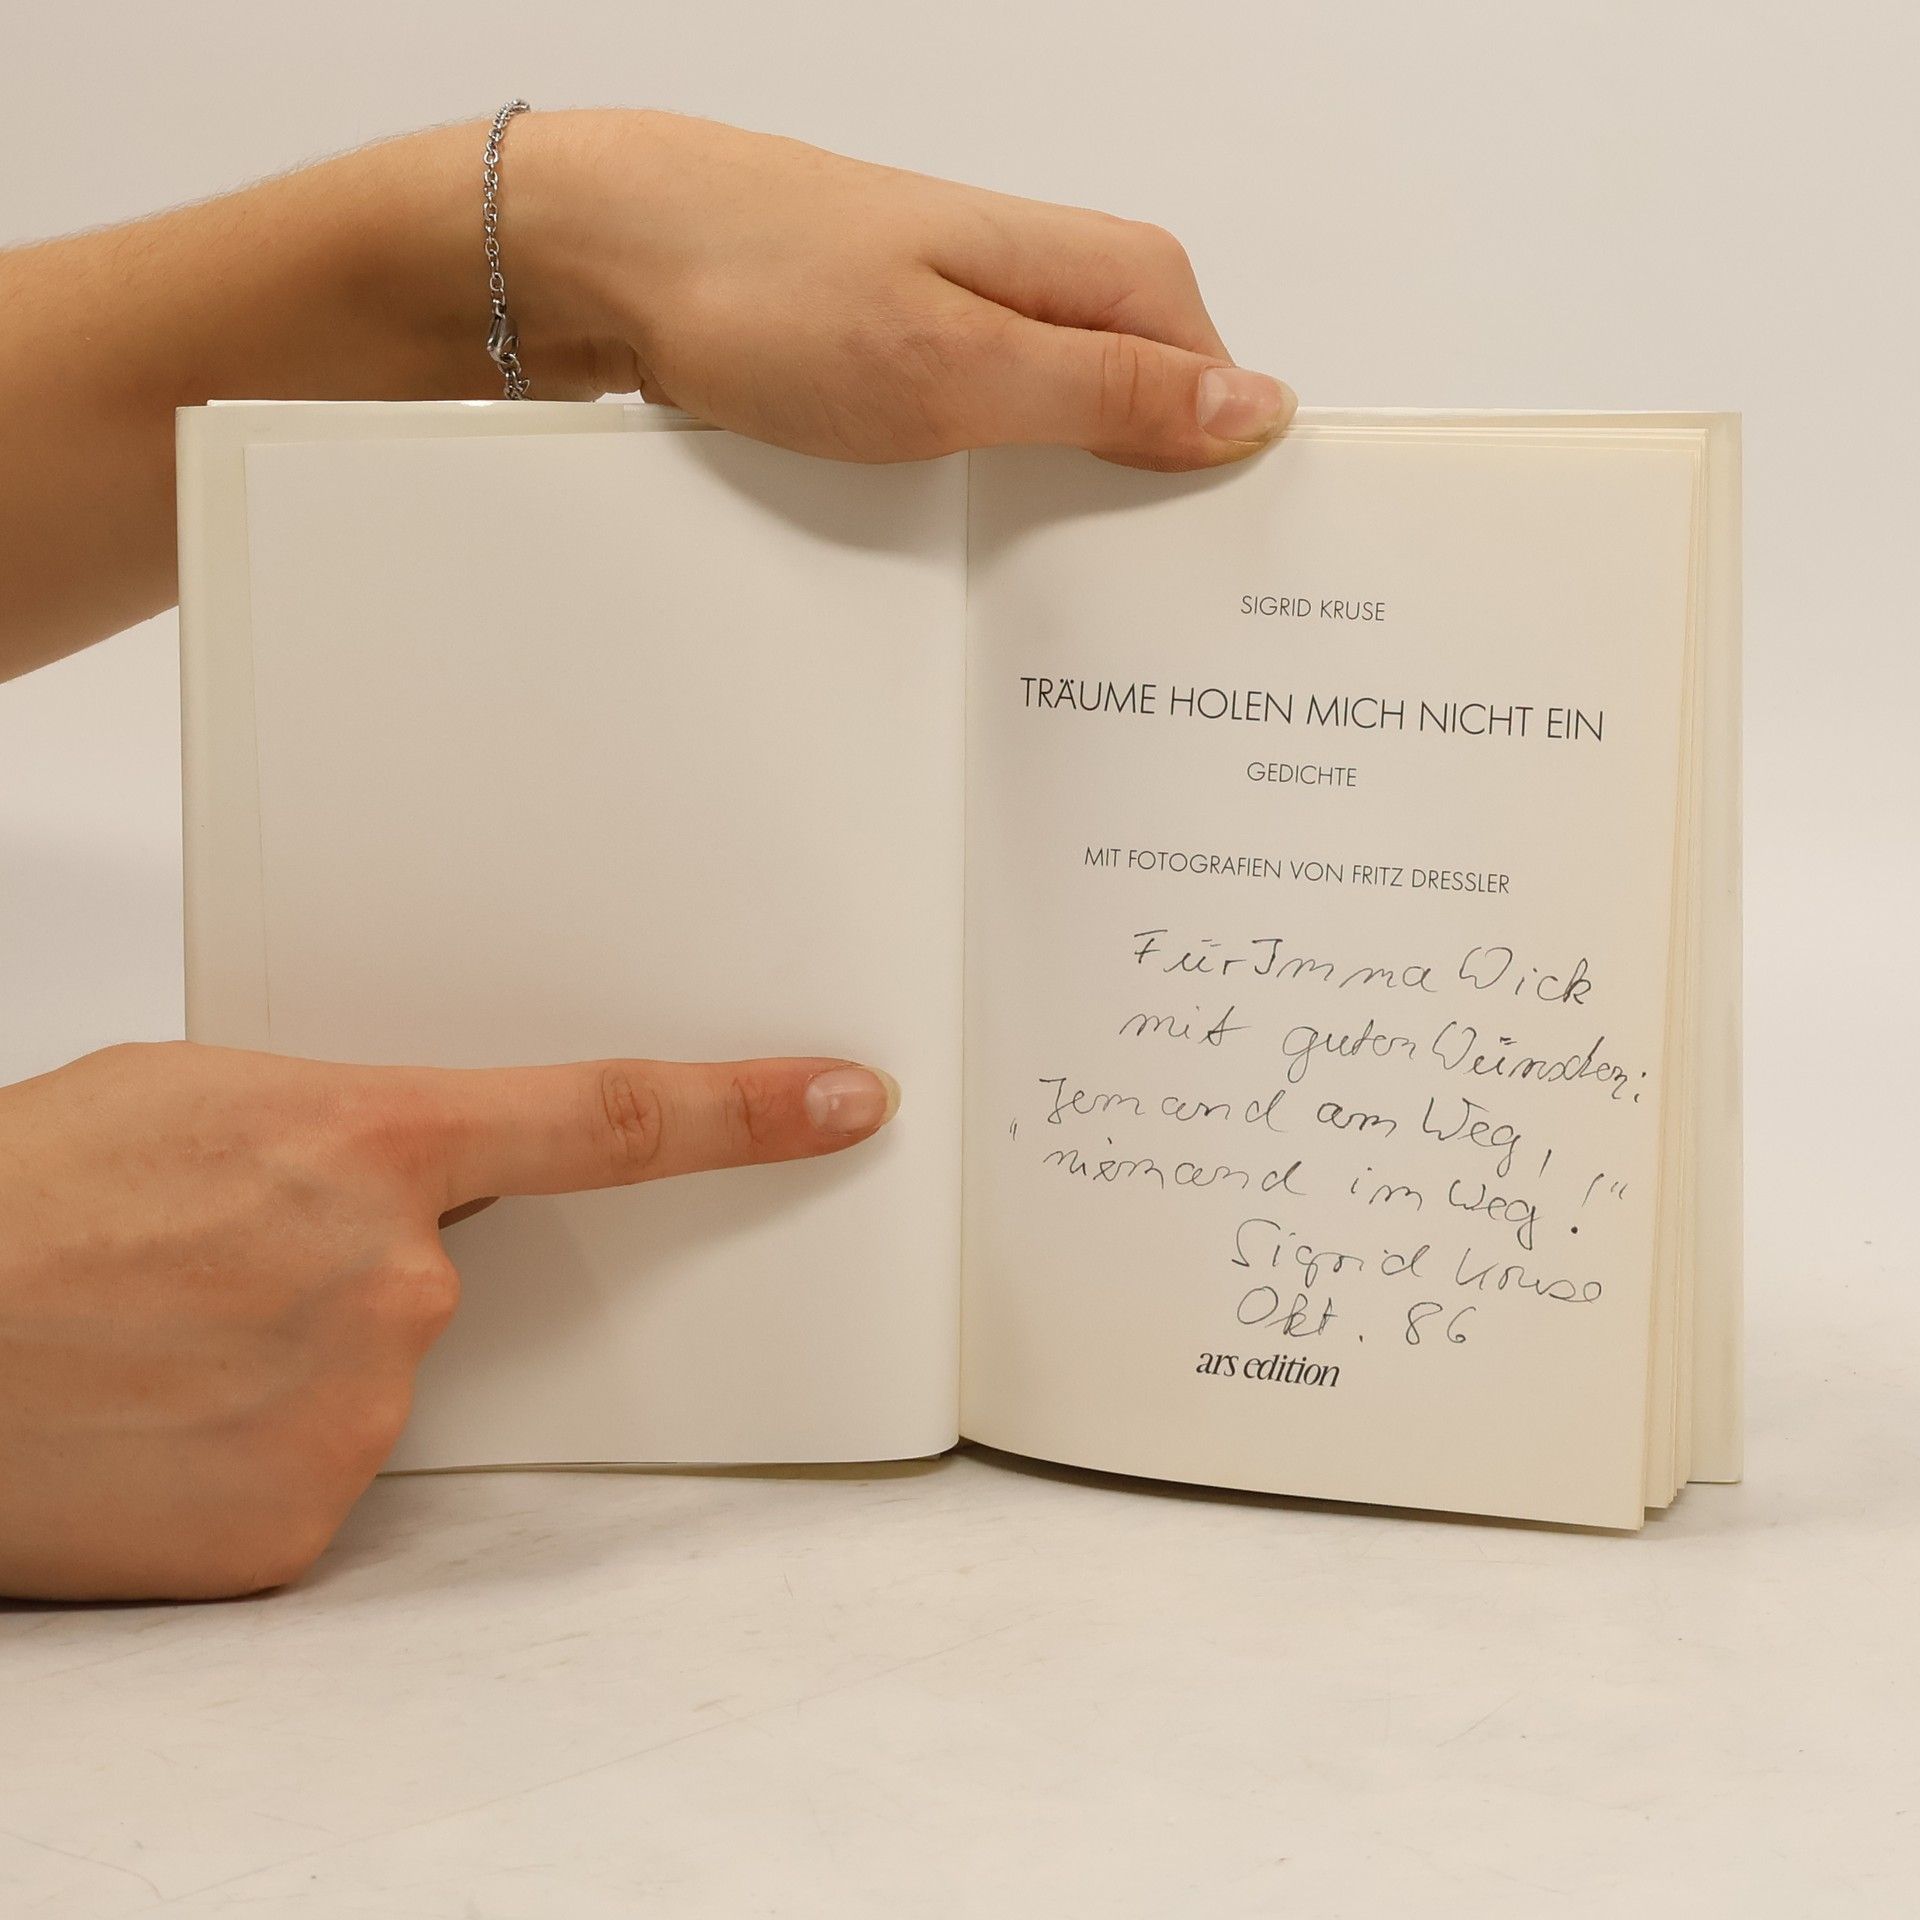 SIGRID KRUSE
TRÄUME HOLEN MICH NICHT EIN
GEDICHTE
MIT FOTOGRAFIEN VON FRITZ DRESSLER
Für Imma Wick
mit guten Wünschen:
„Jemand am Weg,
niemand im Weg!“
Sigrid Kruse
Okt. 86
ars edition